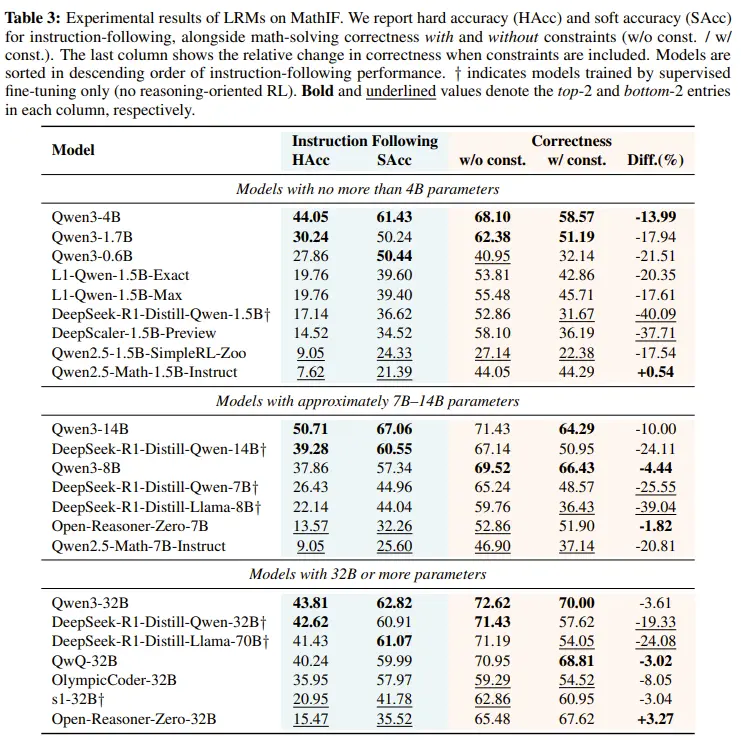 Table 3: Experimental results of LRMs on MathIF. We report hard accuracy (HAcc) and soft accuracy (SAcc)
for instruction-following, alongside math-solving correctness with and without constraints (w/o const. / w/
const.). The last column shows the relative change in correctness when constraints are included. Models are
sorted in descending order of instruction-following performance. † indicates models trained by supervised
fine-tuning only (no reasoning-oriented RL). Bold and underlined values denote the top-2 and bottom-2 entries
in each column, respectively.
Model Instruction Following Correctness
HAcc SAcc w/o const. w/ const. Diff.(%)
Models with no more than 4B parameters
Qwen3-4B 44.05 61.43 68.10 58.57 -13.99
Qwen3-1.7B 30.24 50.24 62.38 51.19 -17.94
Qwen3-0.6B 27.86 50.44 40.95 32.14 -21.51
L1-Qwen-1.5B-Exact 19.76 39.60 53.81 42.86 -20.35
L1-Qwen-1.5B-Max 19.76 39.40 55.48 45.71 -17.61
DeepSeek-R1-Distill-Qwen-1.5B† 17.14 36.62 52.86 31.67 -40.09
DeepScaler-1.5B-Preview 14.52 34.52 58.10 36.19 -37.71
Qwen2.5-1.5B-SimpleRL-Zoo 9.05 24.33 27.14 22.38 -17.54
Qwen2.5-Math-1.5B-Instruct 7.62 21.39 44.05 44.29 +0.54
Models with approximately 7B–14B parameters
Qwen3-14B 50.71 67.06 71.43 64.29 -10.00
DeepSeek-R1-Distill-Qwen-14B† 39.28 60.55 67.14 50.95 -24.11
Qwen3-8B 37.86 57.34 69.52 66.43 -4.44
DeepSeek-R1-Distill-Qwen-7B† 26.43 44.96 65.24 48.57 -25.55
DeepSeek-R1-Distill-Llama-8B† 22.14 44.04 59.76 36.43 -39.04
Open-Reasoner-Zero-7B 13.57 32.26 52.86 51.90 -1.82
Qwen2.5-Math-7B-Instruct 9.05 25.60 46.90 37.14 -20.81
Models with 32B or more parameters
Qwen3-32B 43.81 62.82 72.62 70.00 -3.61
DeepSeek-R1-Distill-Qwen-32B† 42.62 60.91 71.43 57.62 -19.33
DeepSeek-R1-Distill-Llama-70B† 41.43 61.07 71.19 54.05 -24.08
QwQ-32B 40.24 59.99 70.95 68.81 -3.02
OlympicCoder-32B 35.95 57.97 59.29 54.52 -8.05
s1-32B† 20.95 41.78 62.86 60.95 -3.04
Open-Reasoner-Zero-32B 15.47 35.52 65.48 67.62 +3.27